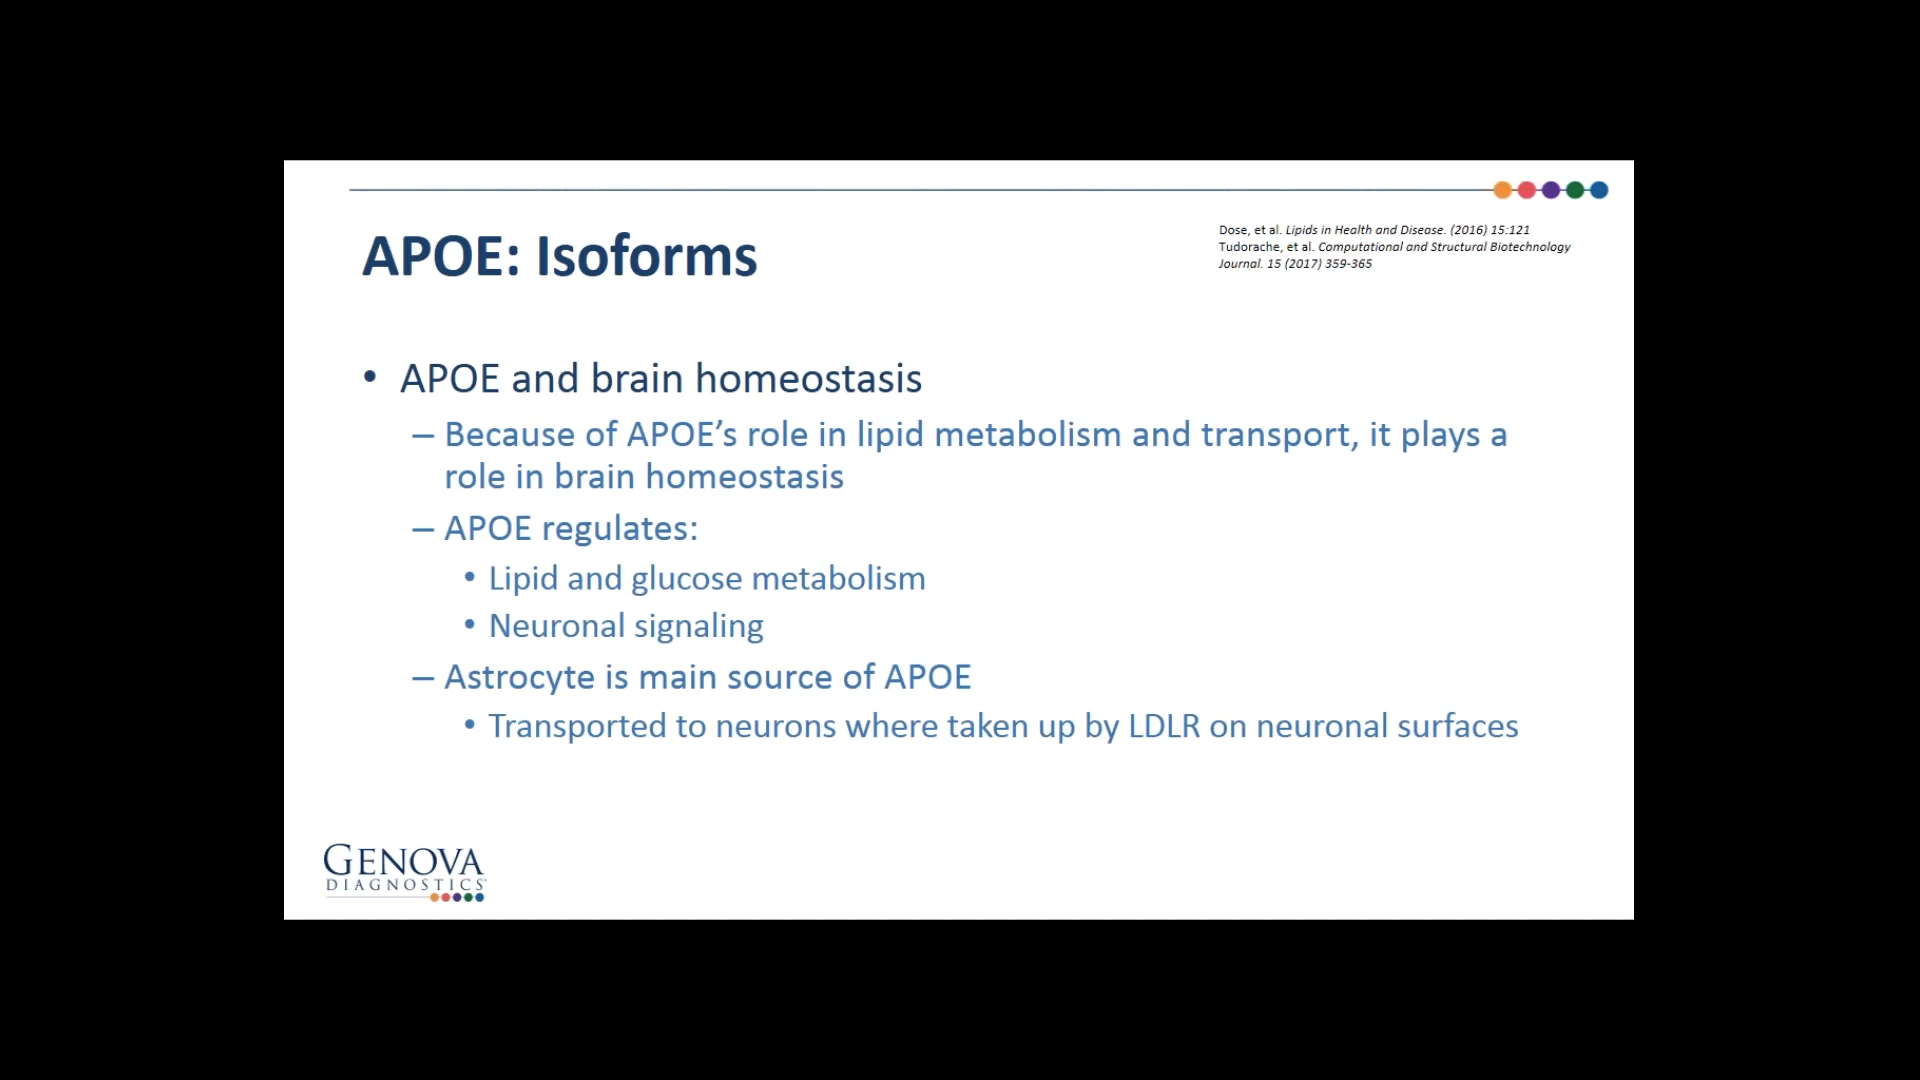 Dose, et al. Lipids in Health and Disease. (2016) 15:121
Tudorache, et al. Computational and Structural Biotechnology
Journal. 15 (2017) 359-365
APOE: Isoforms
• APOE and brain homeostasis
– Because of APOE’s role in lipid metabolism and transport, it plays a
role in brain homeostasis
– APOE regulates:
• Lipid and glucose metabolism
• Neuronal signaling
– Astrocyte is main source of APOE
• Transported to neurons where taken up by LDLR on neuronal surfaces
GENOVA
DIAGNOSTICS